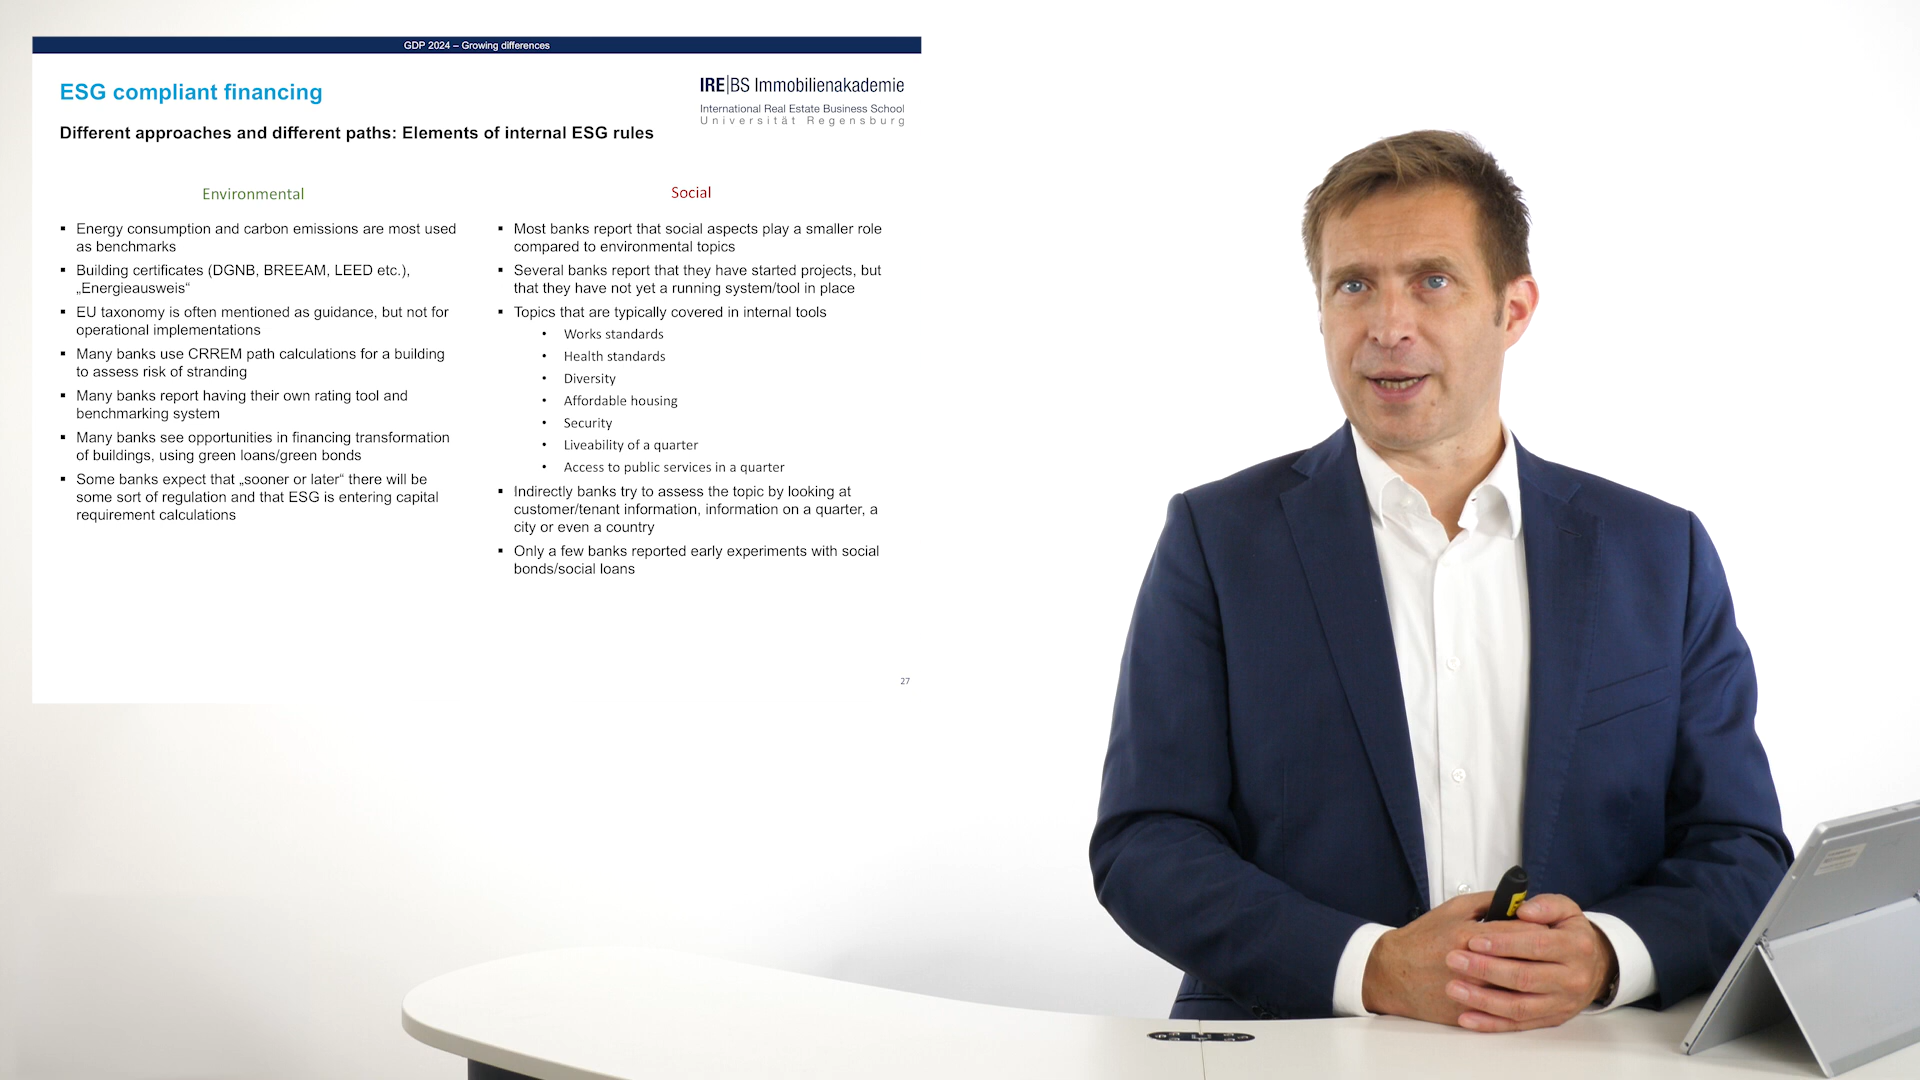 GDP 2024 – Growing differences
ESG compliant financing
IRE|BS Immobilienakademie
International Real Estate Business School
Universität Regensburg
Different approaches and different paths: Elements of internal ESG rules
Environmental
▪ Energy consumption and carbon emissions are most used
as benchmarks
▪ Building certificates (DGNB, BREEAM, LEED etc.),
„Energieausweis“
▪ EU taxonomy is often mentioned as guidance, but not for
operational implementations
▪ Many banks use CRREM path calculations for a building
to assess risk of stranding
▪ Many banks report having their own rating tool and
benchmarking system
▪ Many banks see opportunities in financing transformation
of buildings, using green loans/green bonds
▪ Some banks expect that „sooner or later“ there will be
some sort of regulation and that ESG is entering capital
requirement calculations
Social
▪ Most banks report that social aspects play a smaller role
compared to environmental topics
▪ Several banks report that they have started projects, but
that they have not yet a running system/tool in place
▪ Topics that are typically covered in internal tools
• Works standards
• Health standards
• Diversity
• Affordable housing
• Security
• Liveability of a quarter
• Access to public services in a quarter
▪ Indirectly banks try to assess the topic by looking at
customer/tenant information, information on a quarter, a
city or even a country
▪ Only a few banks reported early experiments with social
bonds/social loans
27